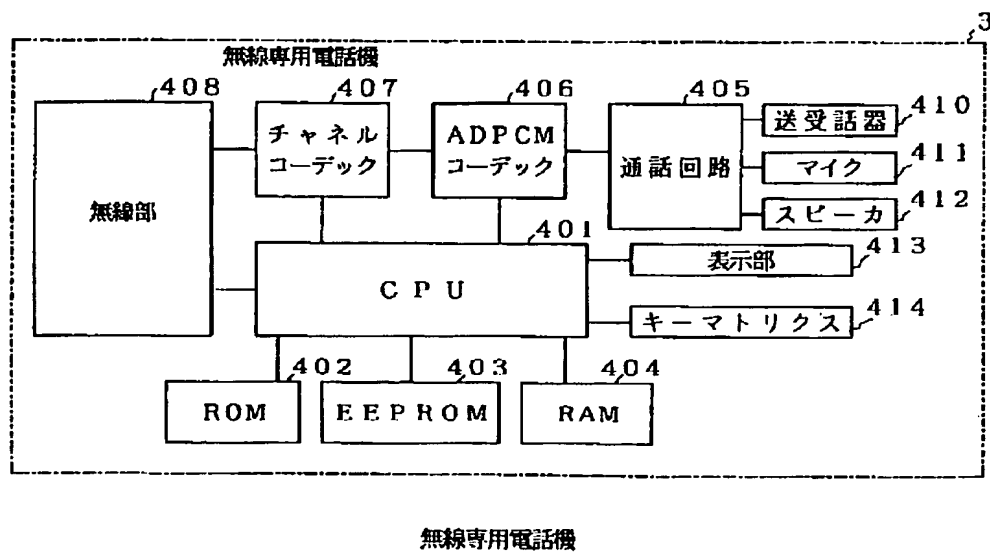 3
無線専用電話機
408
407
406
405
410
チャネル
コーデック
ADPCM
コーデック
通話回路
送受話器
マイク
411
スピーカ
412
無線部
401
CPU
表示部
413
キーマトリクス
414
402
403
404
ROM
EEPROM
RAM
無線専用電話機